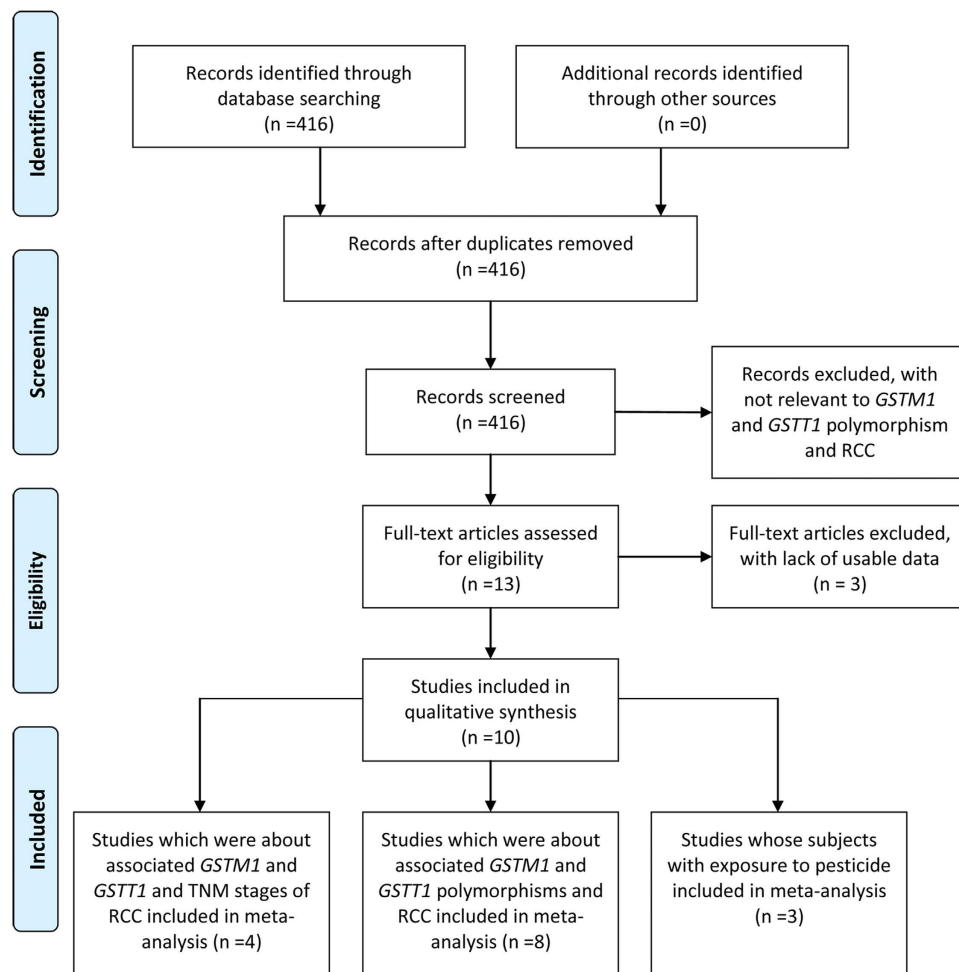 Identification
Records identified through
database searching
(n =416)
Additional records identified
through other sources
(n =0)
Records after duplicates removed
(n =416)
Screening
Records screened
(n =416)
Records excluded, with
not relevant to GSTM1
and GSTT1 polymorphism
and RCC
Eligibility
Full-text articles assessed
for eligibility
(n =13)
Full-text articles excluded,
with lack of usable data
(n = 3)
Studies included in
qualitative synthesis
(n =10)
Included
Studies which were about
associated GSTM1 and
GSTT1 and TNM stages of
RCC included in meta-
analysis (n =4)
Studies which were about
associated GSTM1 and
GSTT1 polymorphisms and
RCC included in meta-
analysis (n =8)
Studies whose subjects
with exposure to pesticide
included in meta-analysis
(n =3)